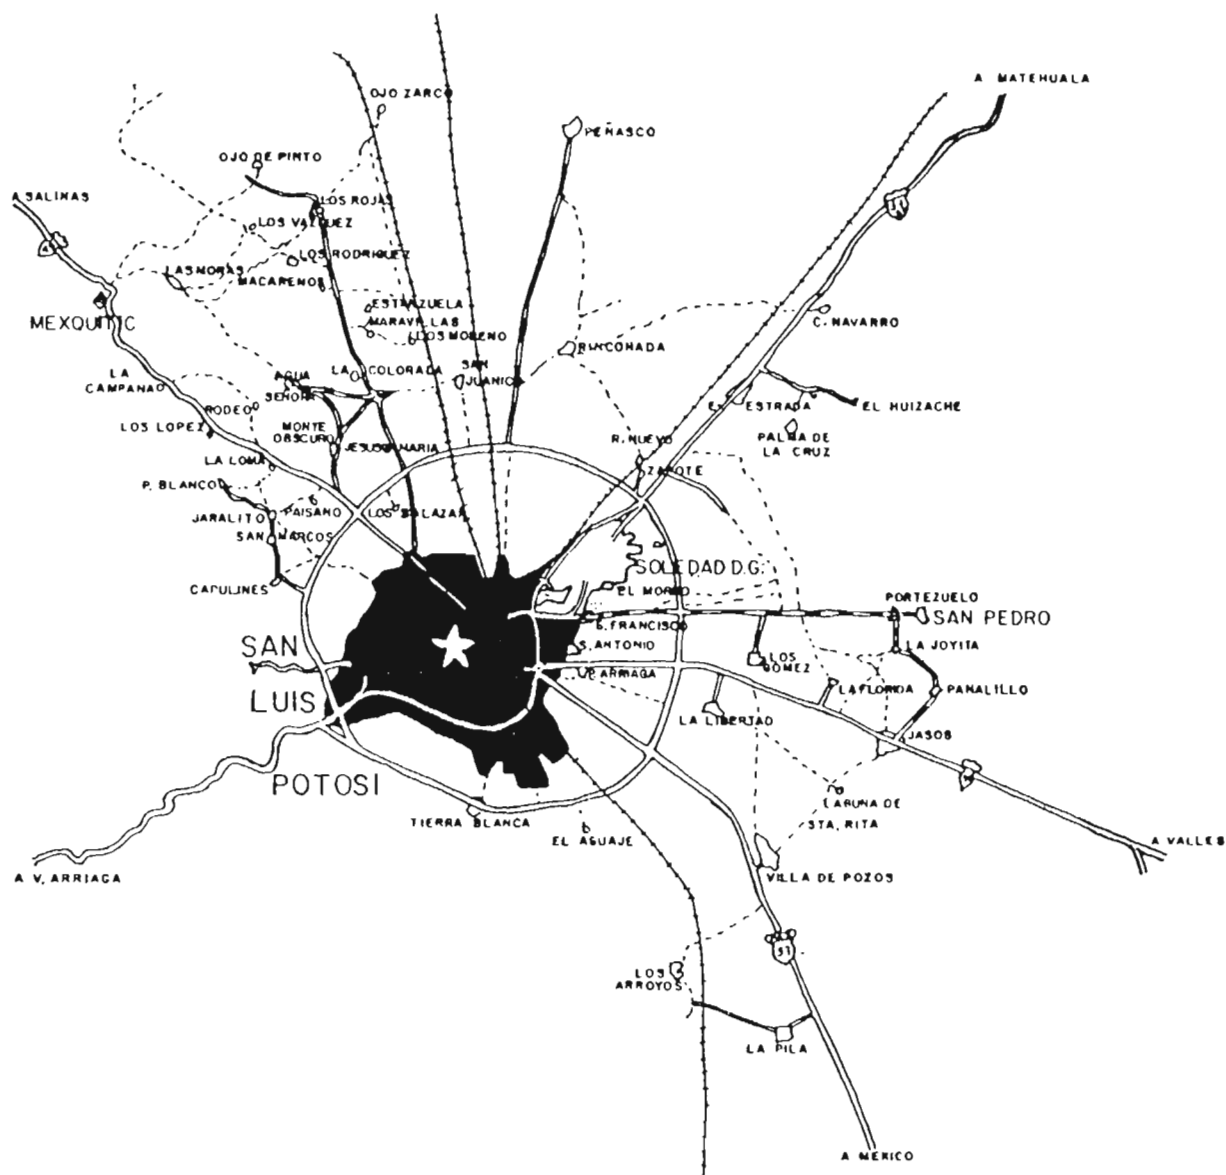 A MATEHUALA
OJO ZARCO
PEÑASCO
OJO DE PINTO
A SALINAS
LOS ROJAS
LOS VAZQUEZ
LOS RODRIGUEZ
LAS MORAS
MACARENOS
ESTANZUELA
MEXQUITIC
MARAVILLAS
LOS MORENO
C. NAVARRO
RINCONADA
LA
CAMPANA
AGUA
SEÑORA
LA COLORADA
SAN
JUANICO
RODEO
E. ESTRADA
EL HUIZACHE
LOS LOPEZ
MONTE
OBSCURO
JESUS MARIA
R. NUEVO
PALMA DE
LA CRUZ
LA LOMA
ZAPOTE
P. BLANCO
JARALITO
PAISANO
LOS SALAZAR
SAN MARCOS
SOLEDAD D.G.
CAPULINES
EL MORRO
PORTEZUELO
SAN PEDRO
S. FRANCISCO
SAN
S. ANTONIO
LOS
GOMEZ
LA JOYITA
P. ARRIAGA
LUIS
LA FLORIDA
PANALILLO
LA LIBERTAD
JASOS
POTOSI
LAGUNA DE
STA. RITA
TIERRA BLANCA
EL AGUAJE
A VALLES
A V. ARRIAGA
VILLA DE POZOS
57
LOS
ARROYOS
LA PILA
A MEXICO